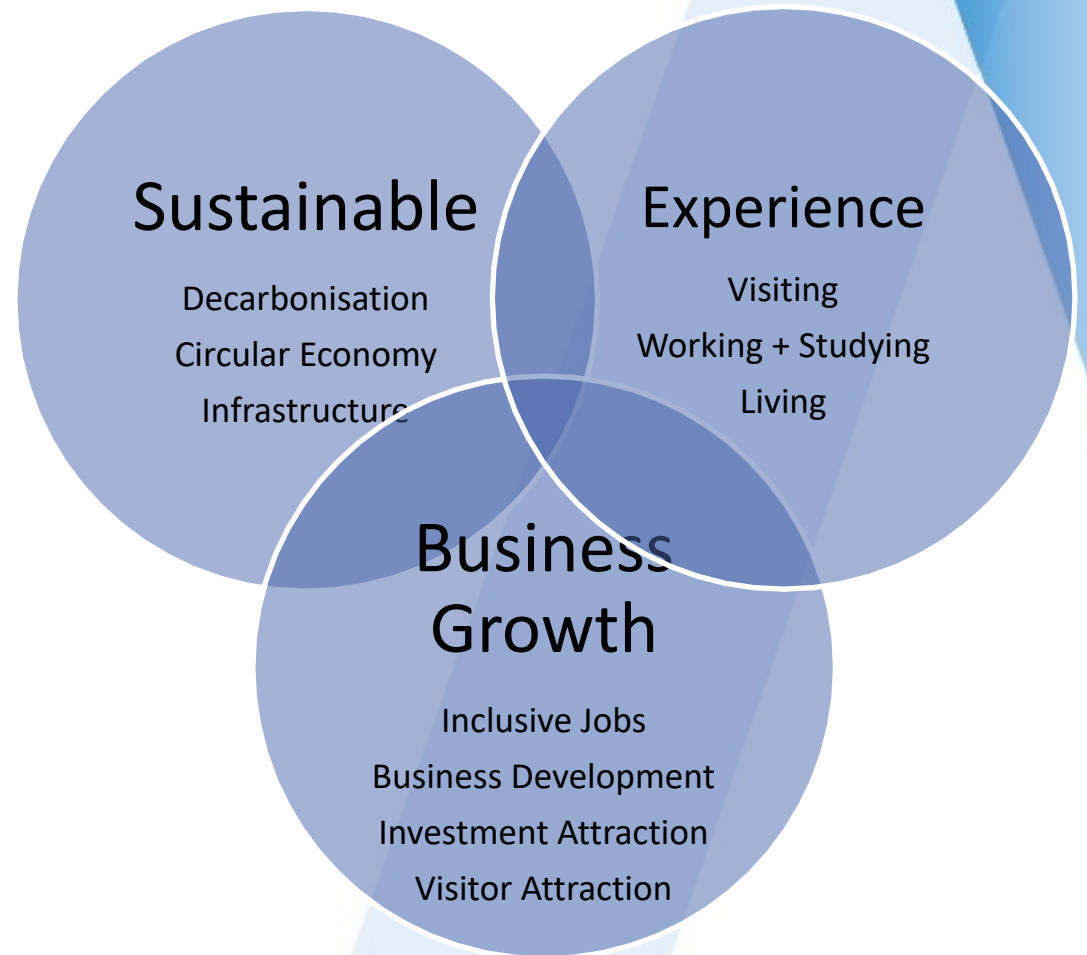 Sustainable
Decarbonisation
Circular Economy
Infrastructure
Experience
Visiting
Working + Studying
Living
Business
Growth
Inclusive Jobs
Business Development
Investment Attraction
Visitor Attraction